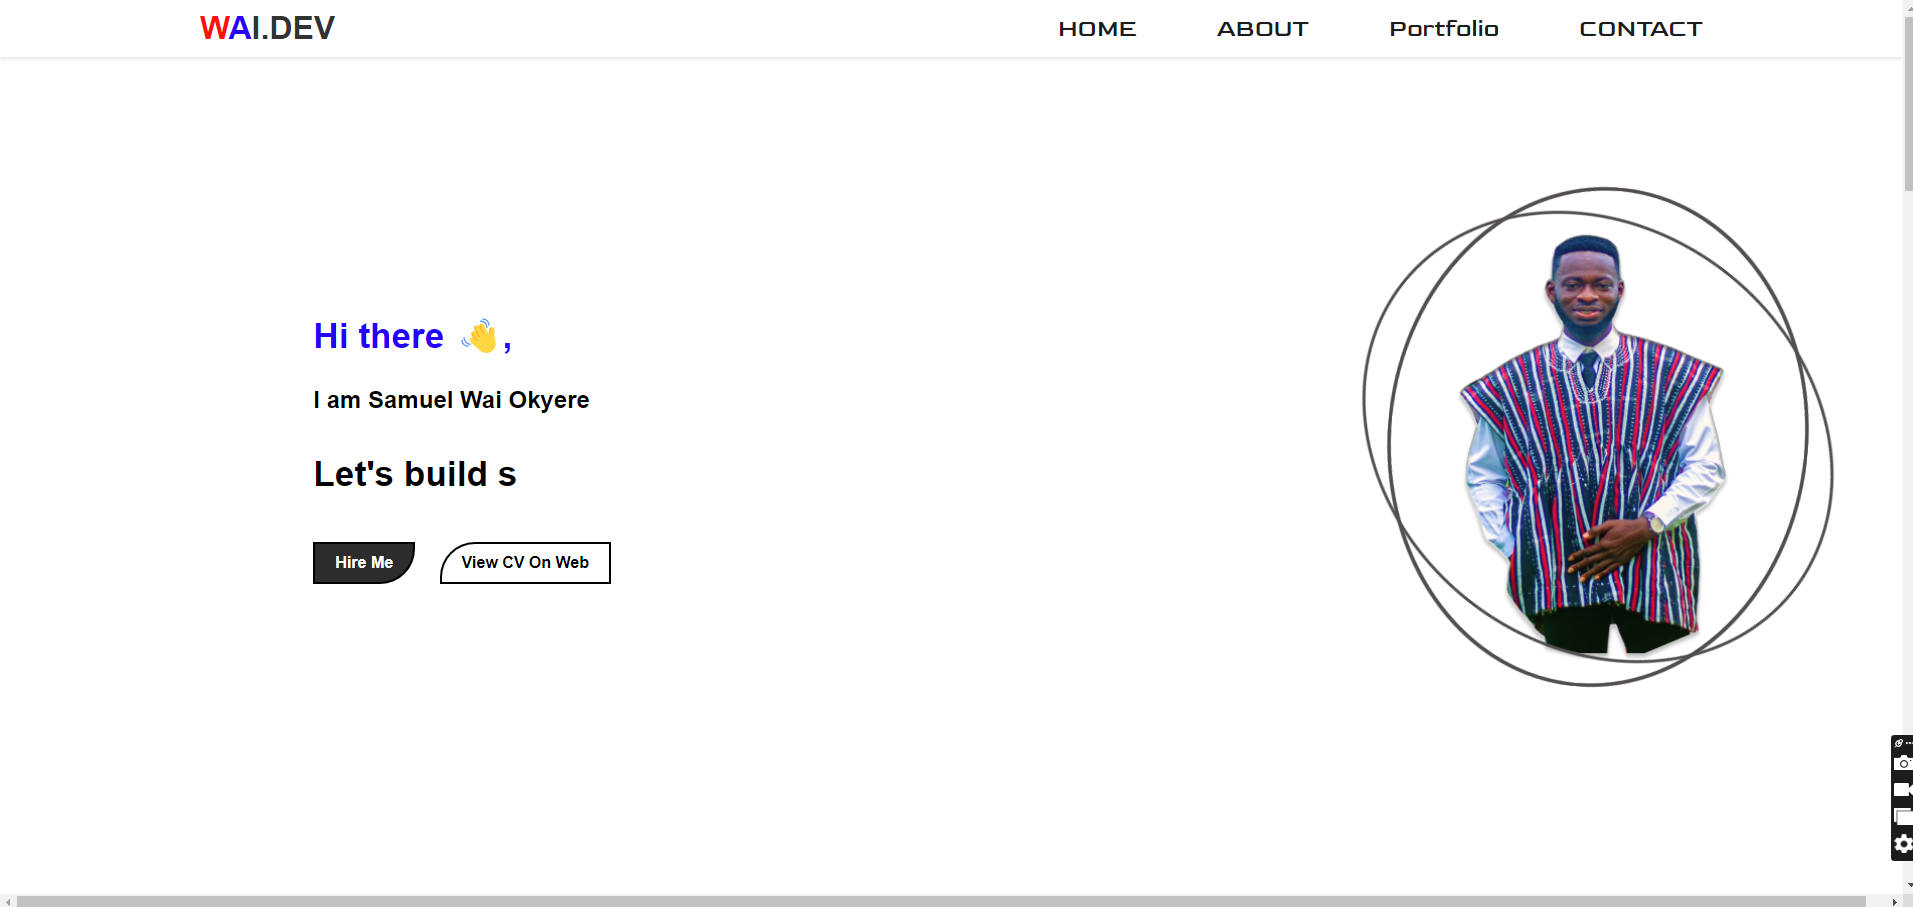 WAI.DEV
HOME ABOUT Portfolio CONTACT
Hi there 👋,
I am Samuel Wai Okyere
Let's build s
Hire Me
View CV On Web